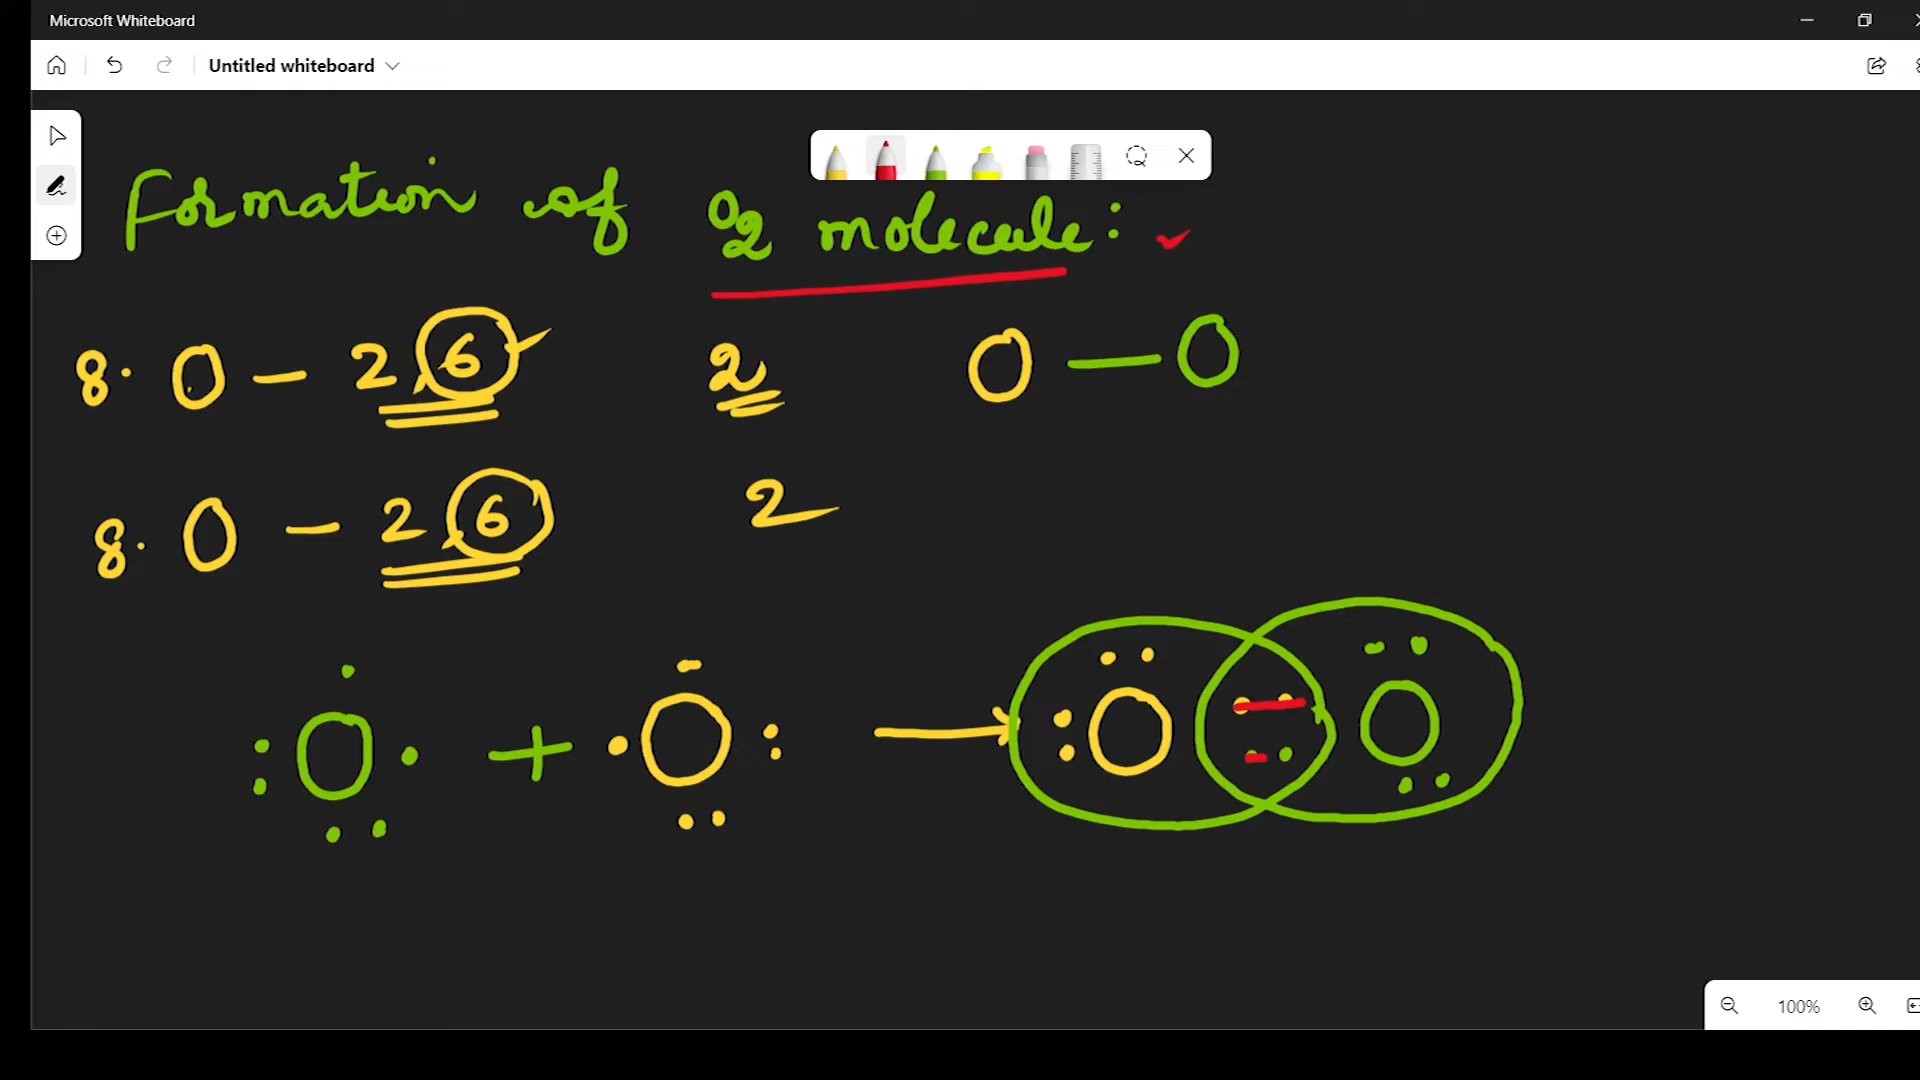 Microsoft Whiteboard
Untitled whiteboard
Formation of O2 molecule:
8. O - 2,6 2 O - O
8. O - 2,6 2
O + O → O O
100%